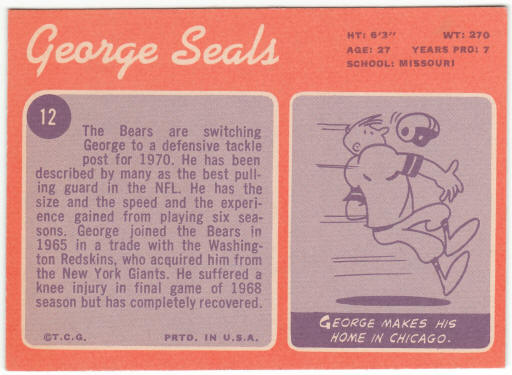 George Seals
HT: 6'3" WT: 270
AGE: 27 YEARS PRO: 7
SCHOOL: MISSOURI
12
The Bears are switching
George to a defensive tackle
post for 1970. He has been
described by many as the best pull-
ing guard in the NFL. He has the
size and the speed and the experi-
ence gained from playing six sea-
sons. George joined the Bears in
1965 in a trade with the Washing-
ton Redskins, who acquired him from
the New York Giants. He suffered a
knee injury in final game of 1968
season but has completely recovered.
©T.C.G. PRTD. IN U.S.A.
GEORGE MAKES HIS
HOME IN CHICAGO.